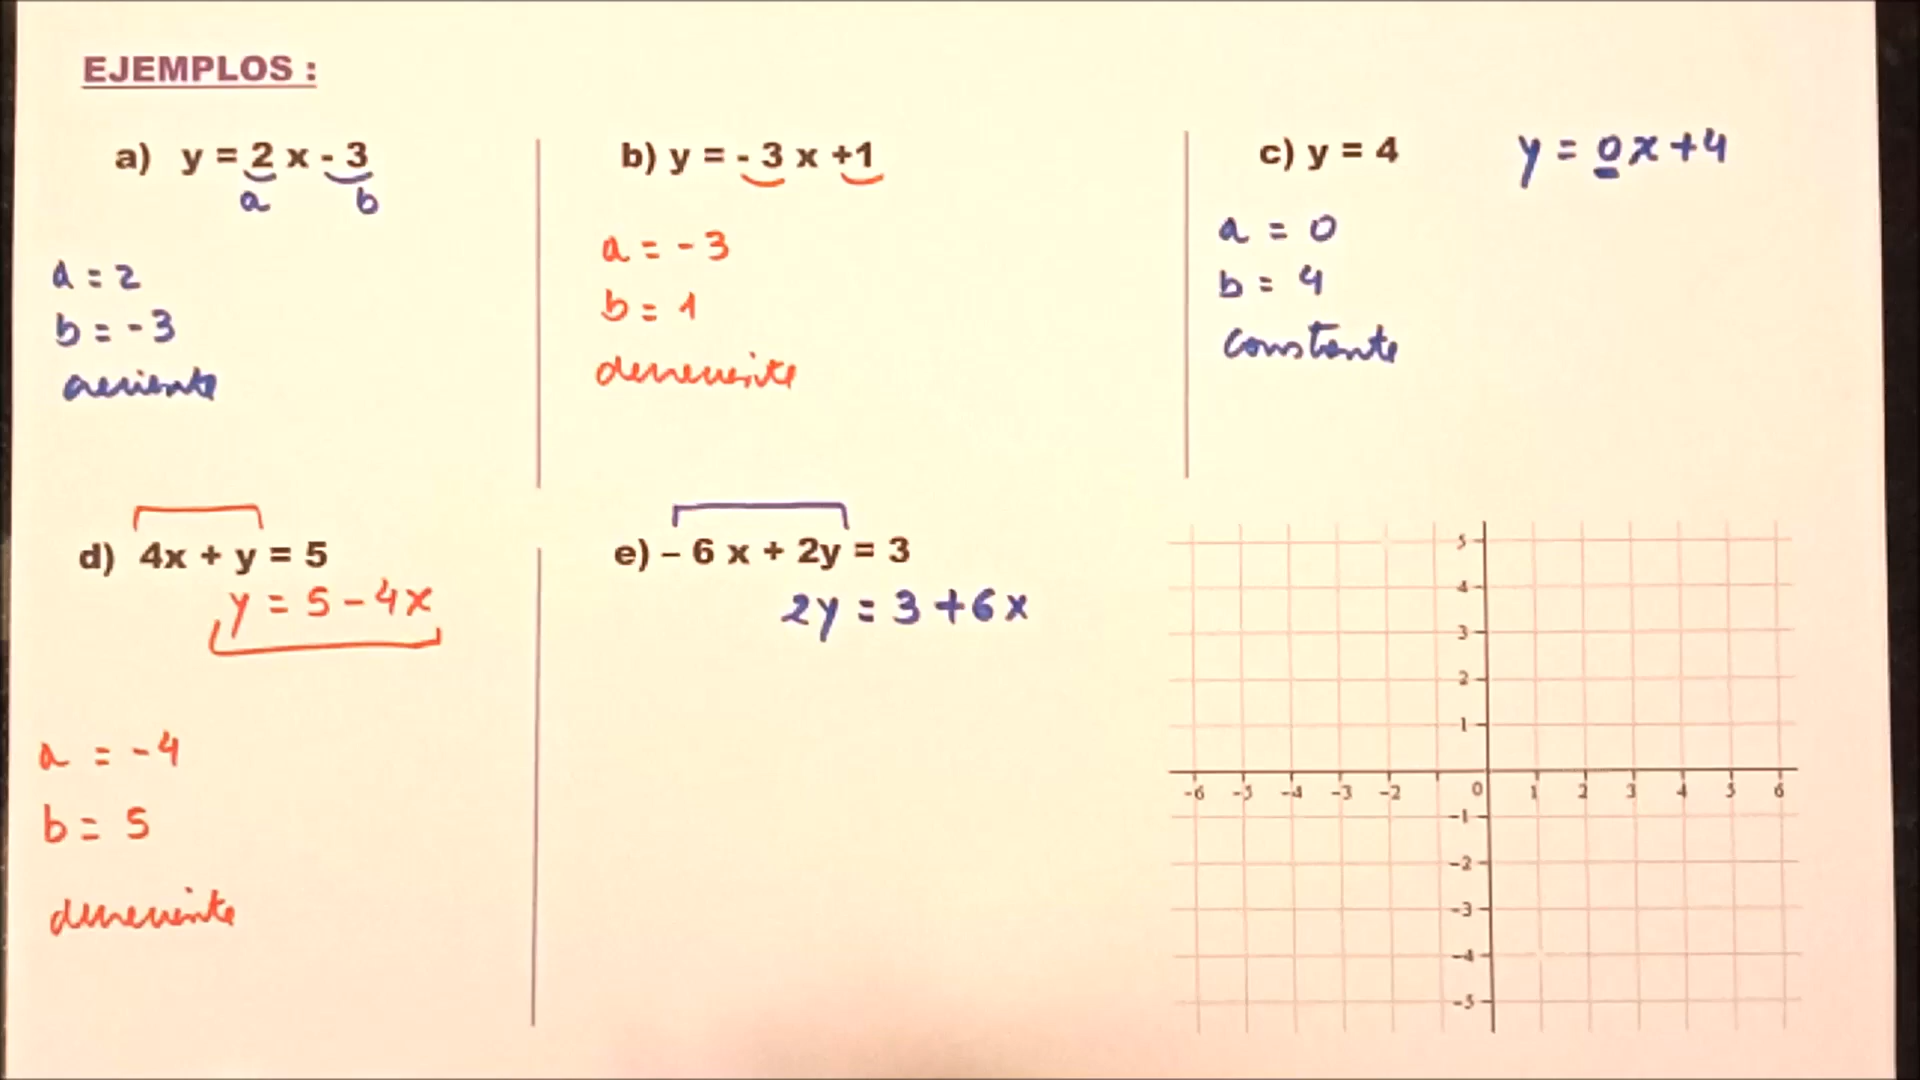 EJEMPLOS :
a) y = 2 x - 3
a b
a = 2
b = - 3
creciente
b) y = - 3 x +1
a = - 3
b = 1
decreciente
c) y = 4 y = 0x + 4
a = 0
b = 4
constante
d) 4x + y = 5
y = 5 - 4x
a = - 4
b = 5
decreciente
e) – 6 x + 2y = 3
2y = 3 + 6x
5
4
3
2
1
-6 -5 -4 -3 -2 0 1 2 3 4 5 6
-1
-2
-3
-4
-5